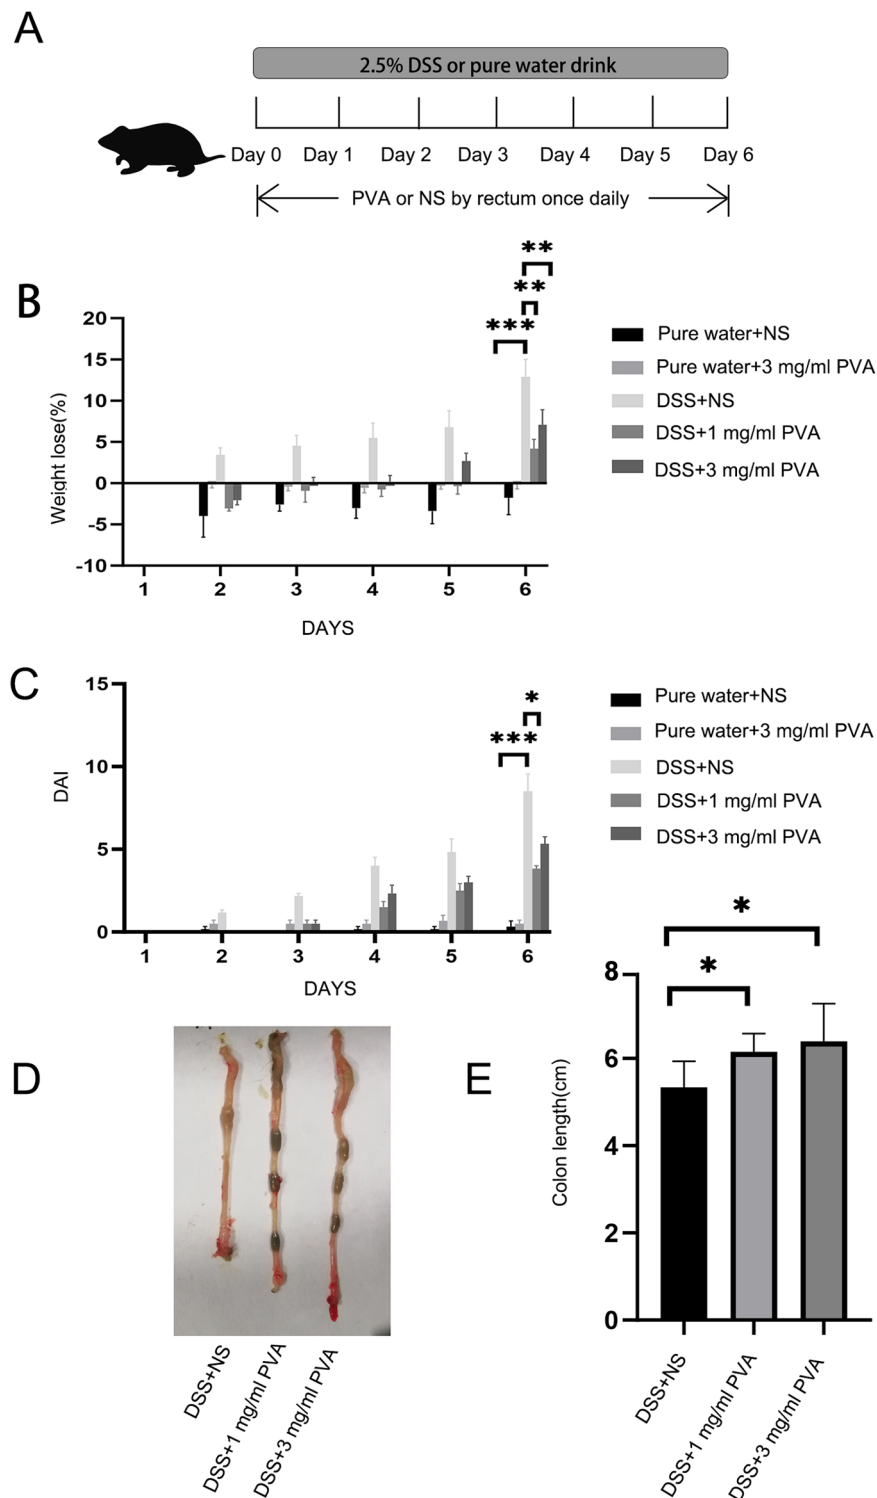 A
2.5% DSS or pure water drink
Day 0 Day 1 Day 2 Day 3 Day 4 Day 5 Day 6
PVA or NS by rectum once daily
B
**
**
***
20
15
10
5
0
-5
-10
Weight lose(%)
1 2 3 4 5 6
DAYS
Pure water+NS
Pure water+3 mg/ml PVA
DSS+NS
DSS+1 mg/ml PVA
DSS+3 mg/ml PVA
C
*
***
15
10
5
0
DAI
1 2 3 4 5 6
DAYS
Pure water+NS
Pure water+3 mg/ml PVA
DSS+NS
DSS+1 mg/ml PVA
DSS+3 mg/ml PVA
D
DSS+NS
DSS+1 mg/ml PVA
DSS+3 mg/ml PVA
E
*
*
8
6
4
2
0
Colon length(cm)
DSS+NS
DSS+1 mg/ml PVA
DSS+3 mg/ml PVA